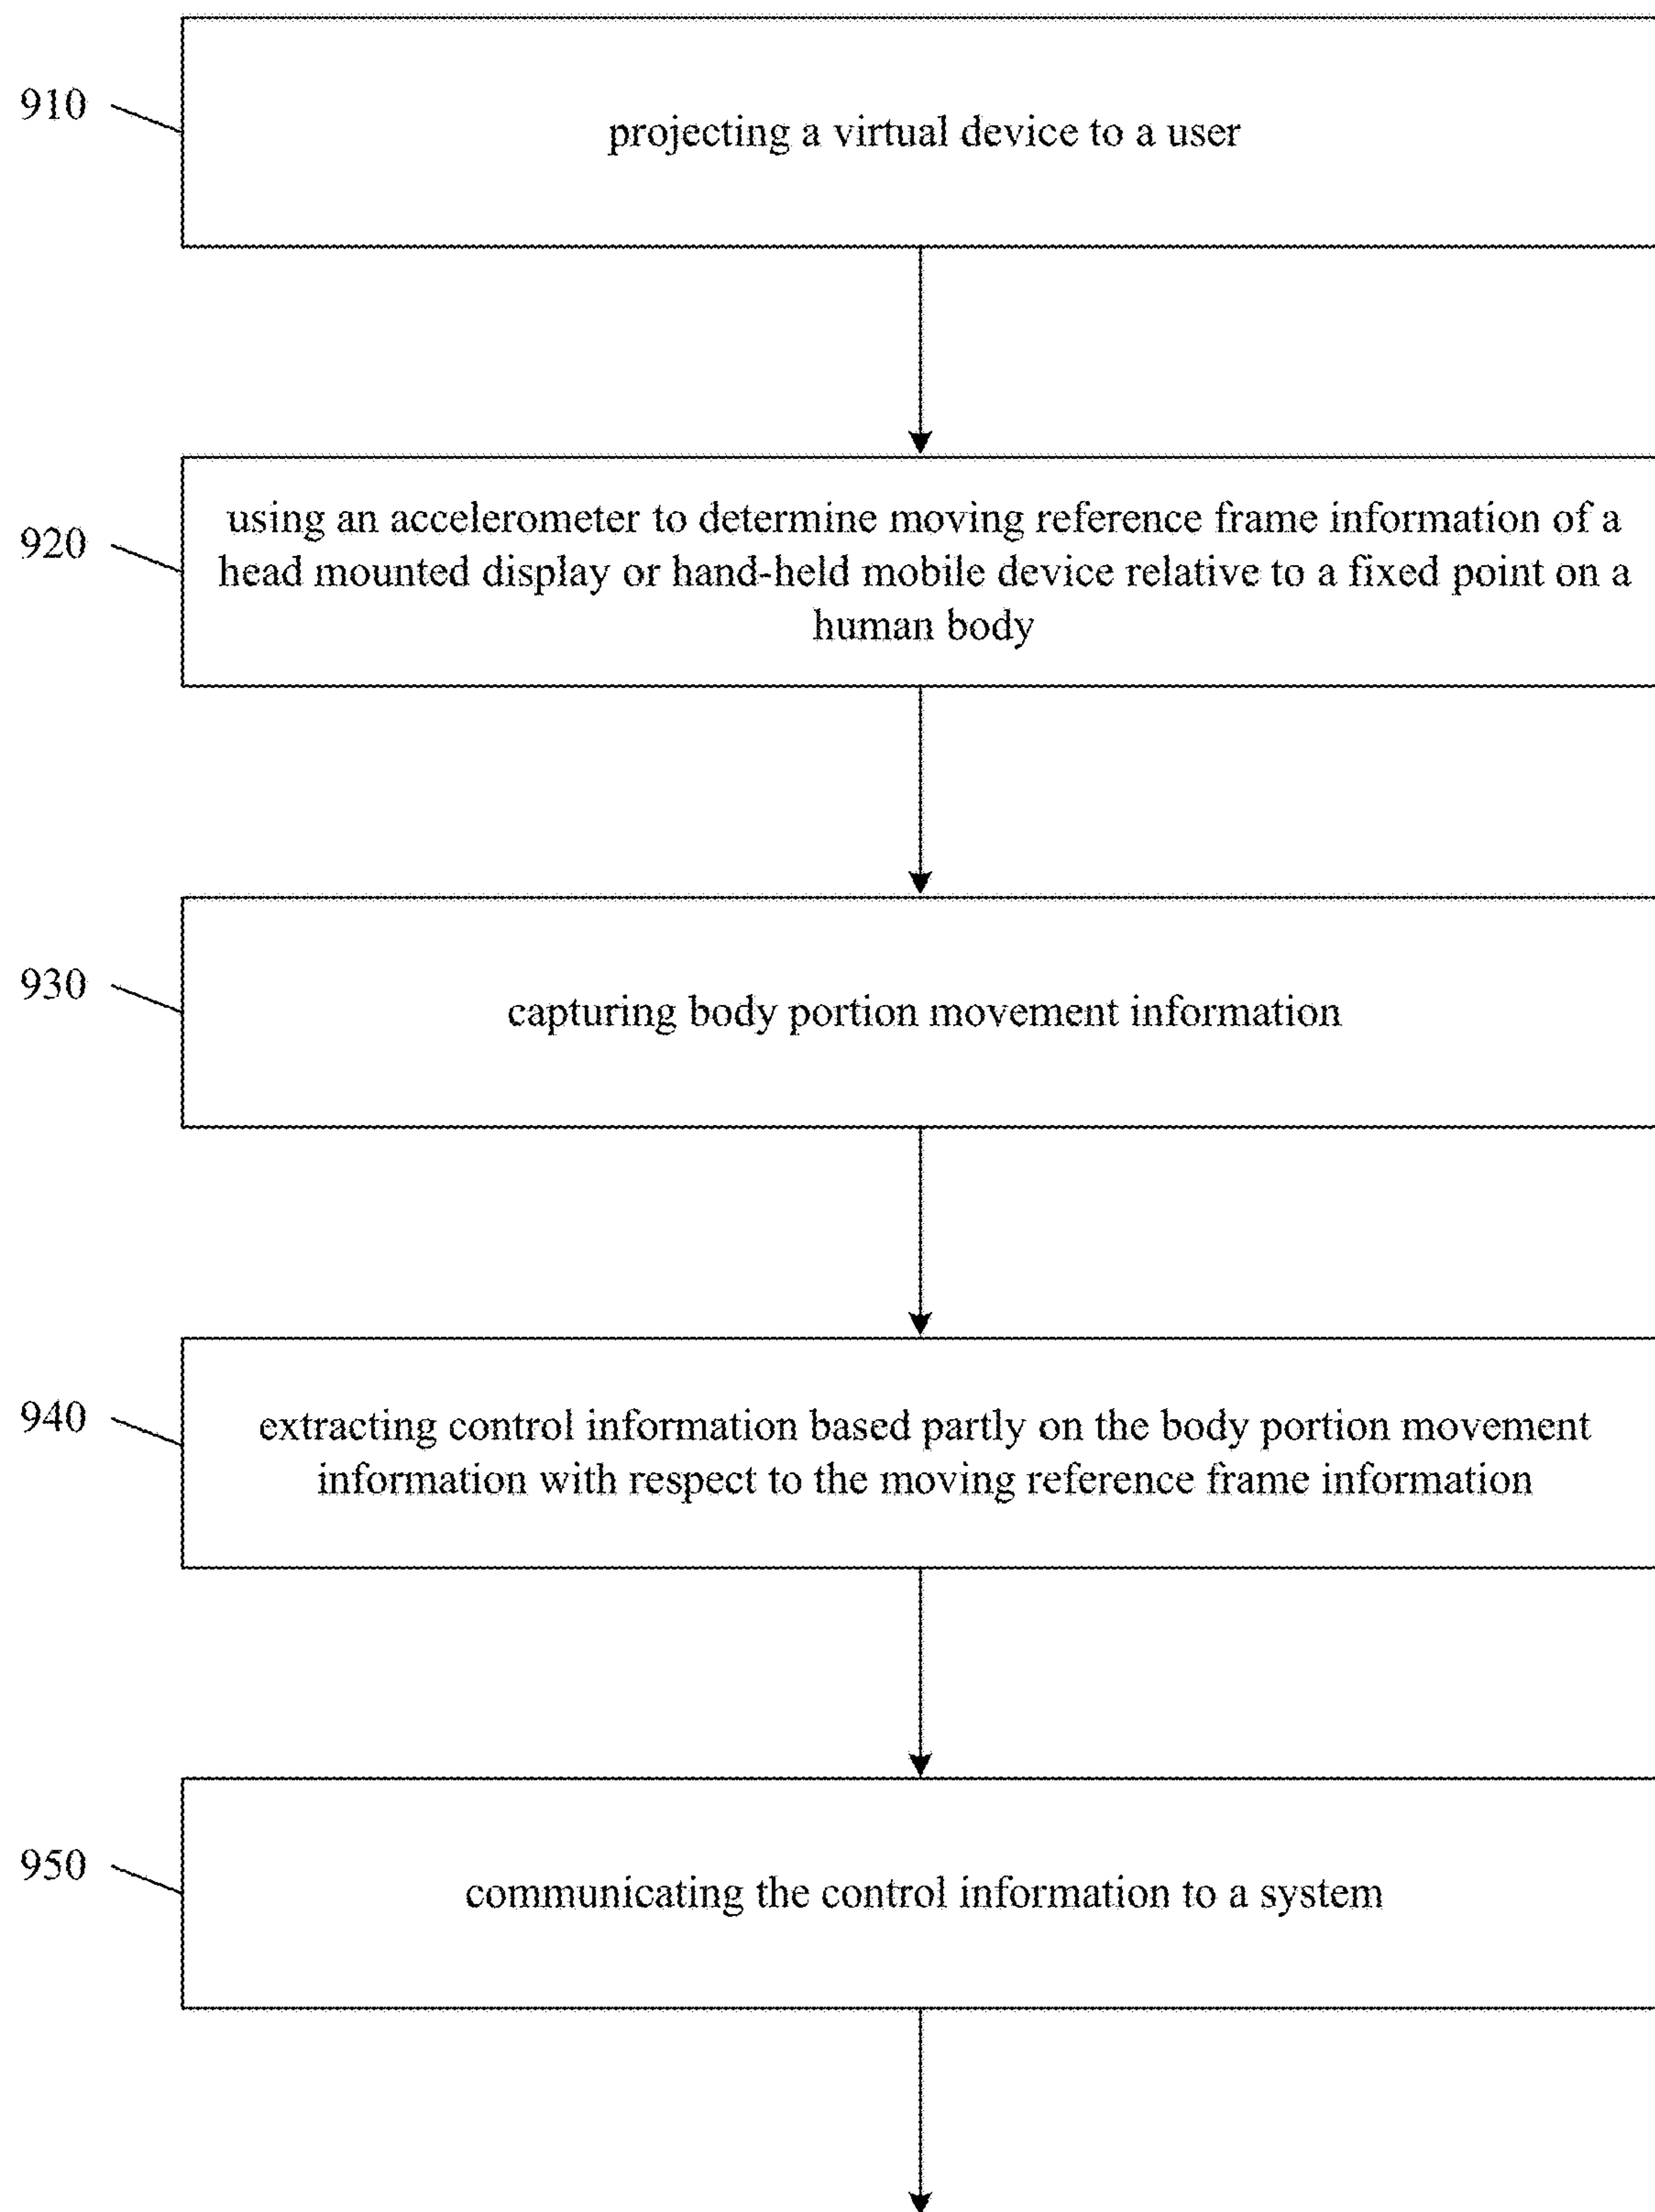 910
projecting a virtual device to a user
920
using an accelerometer to determine moving reference frame information of a
head mounted display or hand-held mobile device relative to a fixed point on a
human body
930
capturing body portion movement information
940
extracting control information based partly on the body portion movement
information with respect to the moving reference frame information
950
communicating the control information to a system